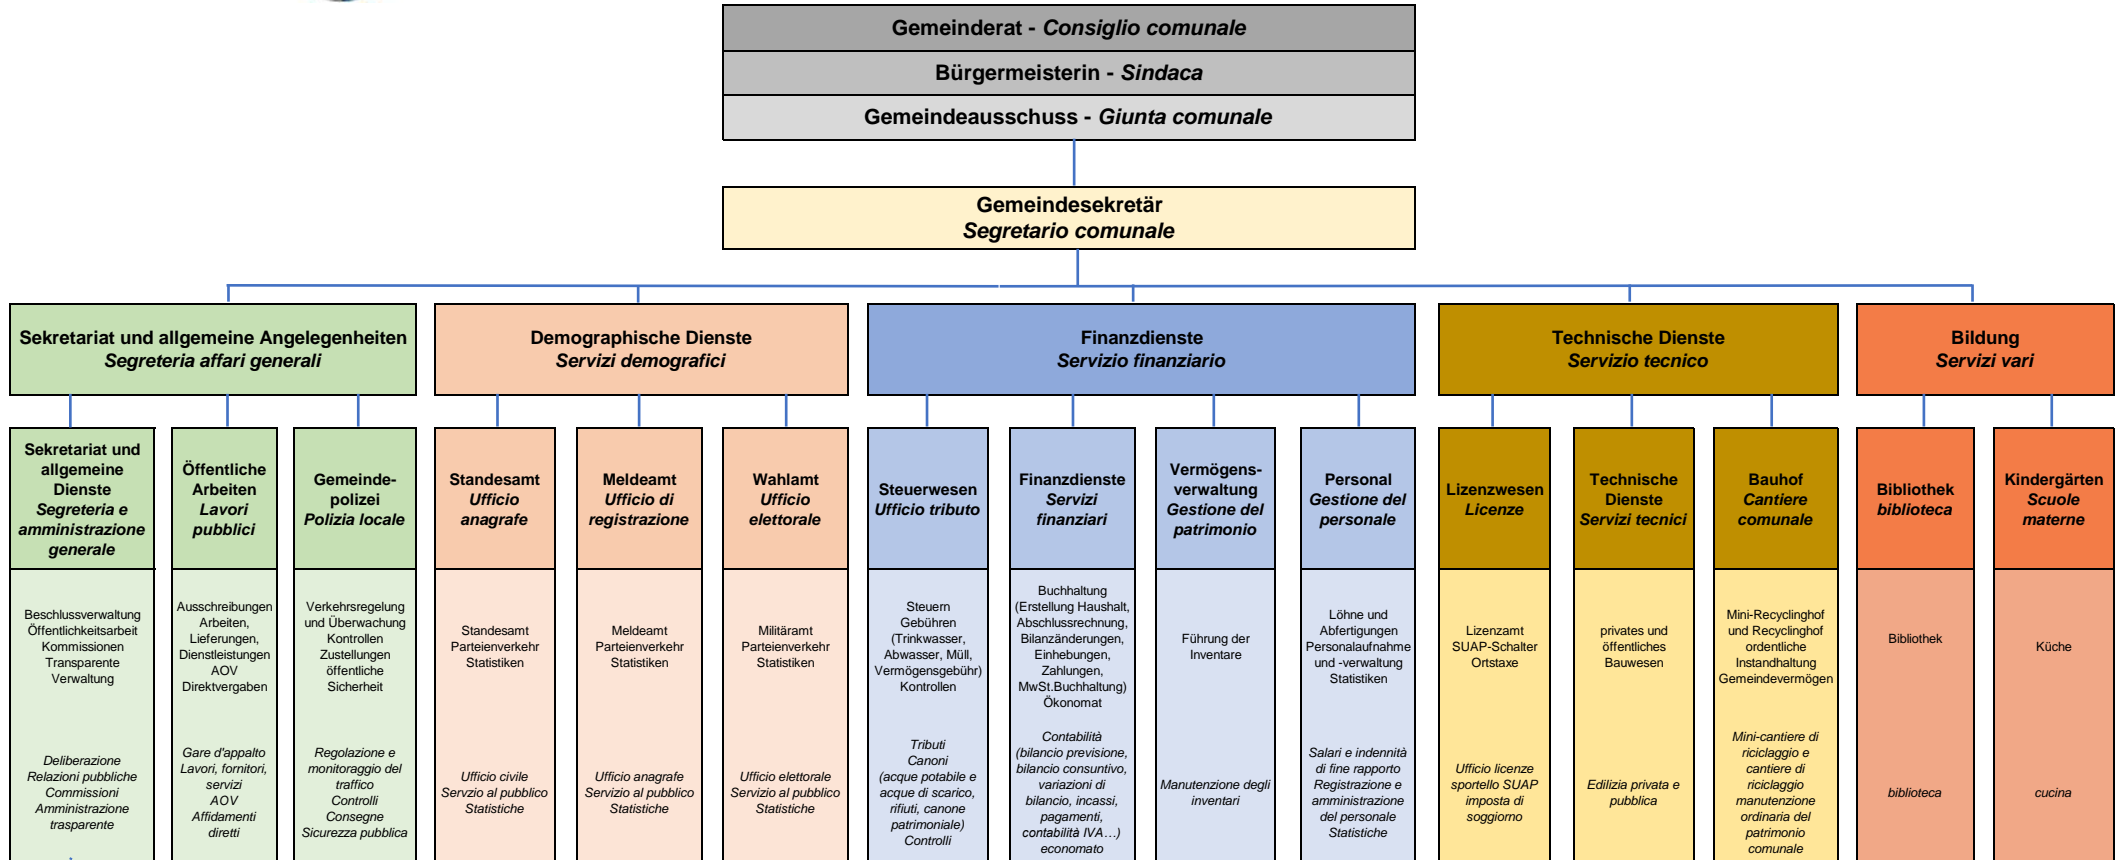 Gemeinderat - Consiglio comunale
Bürgermeisterin - Sindaca
Gemeindeausschuss - Giunta comunale
Gemeindesekretär
Segretario comunale
Sekretariat und allgemeine Angelegenheiten
Segreteria affari generali
Demographische Dienste
Servizi demografici
Finanzdienste
Servizio finanziario
Technische Dienste
Servizio tecnico
Bildung
Servizi vari
Sekretariat und
allgemeine
Dienste
Segreteria e
amministrazione
generale
Öffentliche
Arbeiten
Lavori
pubblici
Gemeinde-
polizei
Polizia locale
Standesamt
Ufficio
anagrafe
Meldeamt
Ufficio di
registrazione
Wahlamt
Ufficio
elettorale
Steuerwesen
Ufficio tributo
Finanzdienste
Servizi
finanziari
Vermögens-
verwaltung
Gestione del
patrimonio
Personal
Gestione del
personale
Lizenzwesen
Licenze
Technische
Dienste
Servizi tecnici
Bauhof
Cantiere
comunale
Bibliothek
biblioteca
Kindergärten
Scuole
materne
Beschlussverwaltung
Öffentlichkeitsarbeit
Kommissionen
Transparente
Verwaltung
Ausschreibungen
Arbeiten,
Lieferungen,
Dienstleistungen
AOV
Direktvergaben
Verkehrsregelung
und Überwachung
Kontrollen
Zustellungen
öffentliche
Sicherheit
Standesamt
Parteienverkehr
Statistiken
Meldeamt
Parteienverkehr
Statistiken
Militäramt
Parteienverkehr
Statistiken
Steuern
Gebühren
(Trinkwasser,
Abwasser, Müll,
Vermögensgebühr)
Kontrollen
Buchhaltung
(Erstellung Haushalt,
Abschlussrechnung,
Bilanzänderungen,
Einhebungen,
Zahlungen,
MwSt.Buchhaltung)
Ökonomat
Führung der
Inventare
Löhne und
Abfertigungen
Personalaufnahme
und -verwaltung
Statistiken
Lizenzamt
SUAP-Schalter
Ortstaxe
privates und
öffentliches
Bauwesen
Mini-Recyclinghof
und Recyclinghof
ordentliche
Instandhaltung
Gemeindevermögen
Bibliothek
Küche
Deliberazione
Relazioni pubbliche
Commissioni
Amministrazione
trasparente
Gare d'appalto
Lavori, fornitori,
servizi
AOV
Affidamenti
diretti
Regolazione e
monitoraggio del
traffico
Controlli
Consegne
Sicurezza pubblica
Ufficio civile
Servzio al pubblico
Statistiche
Ufficio anagrafe
Servizio al pubblico
Statistiche
Ufficio elettorale
Servizio al pubblico
Statistiche
Tributi
Canoni
(acque potabile e
acque di scarico,
rifiuti, canone
patrimoniale)
Controlli
Contabilità
(bilancio previsione,
bilancio consuntivo,
variazioni di
bilancio, incassi,
pagamenti,
contabilità IVA…)
economato
Manutenzione degli
inventari
Salari e indennità
di fine rapporto
Registrazione e
amministrazione
del personale
Statistiche
Ufficio licenze
sportello SUAP
imposta di
soggiorno
Edilizia privata e
pubblica
Mini-cantiere di
riciclaggio e
cantiere di
riciclaggio
manutenzione
ordinaria del
patrimonio
comunale
biblioteca
cucina